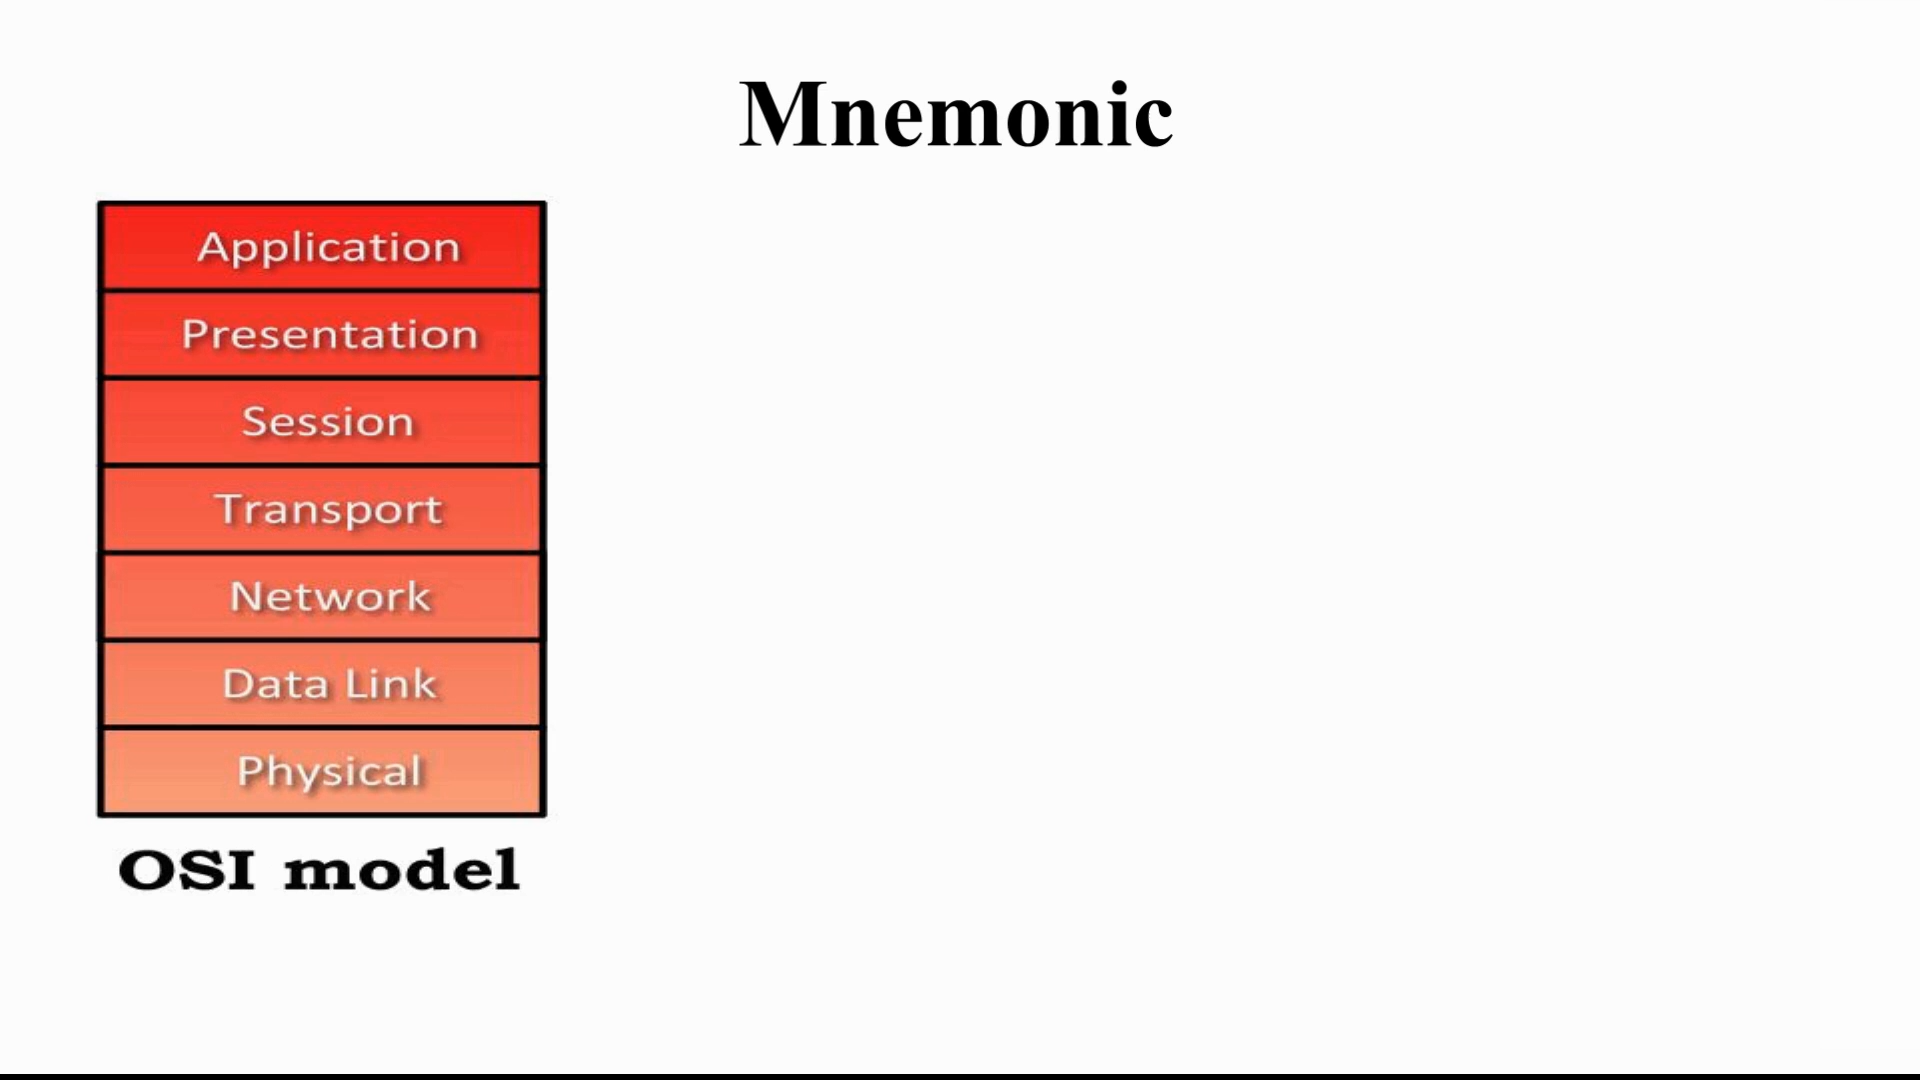 Mnemonic
Application
Presentation
Session
Transport
Network
Data Link
Physical
OSI model